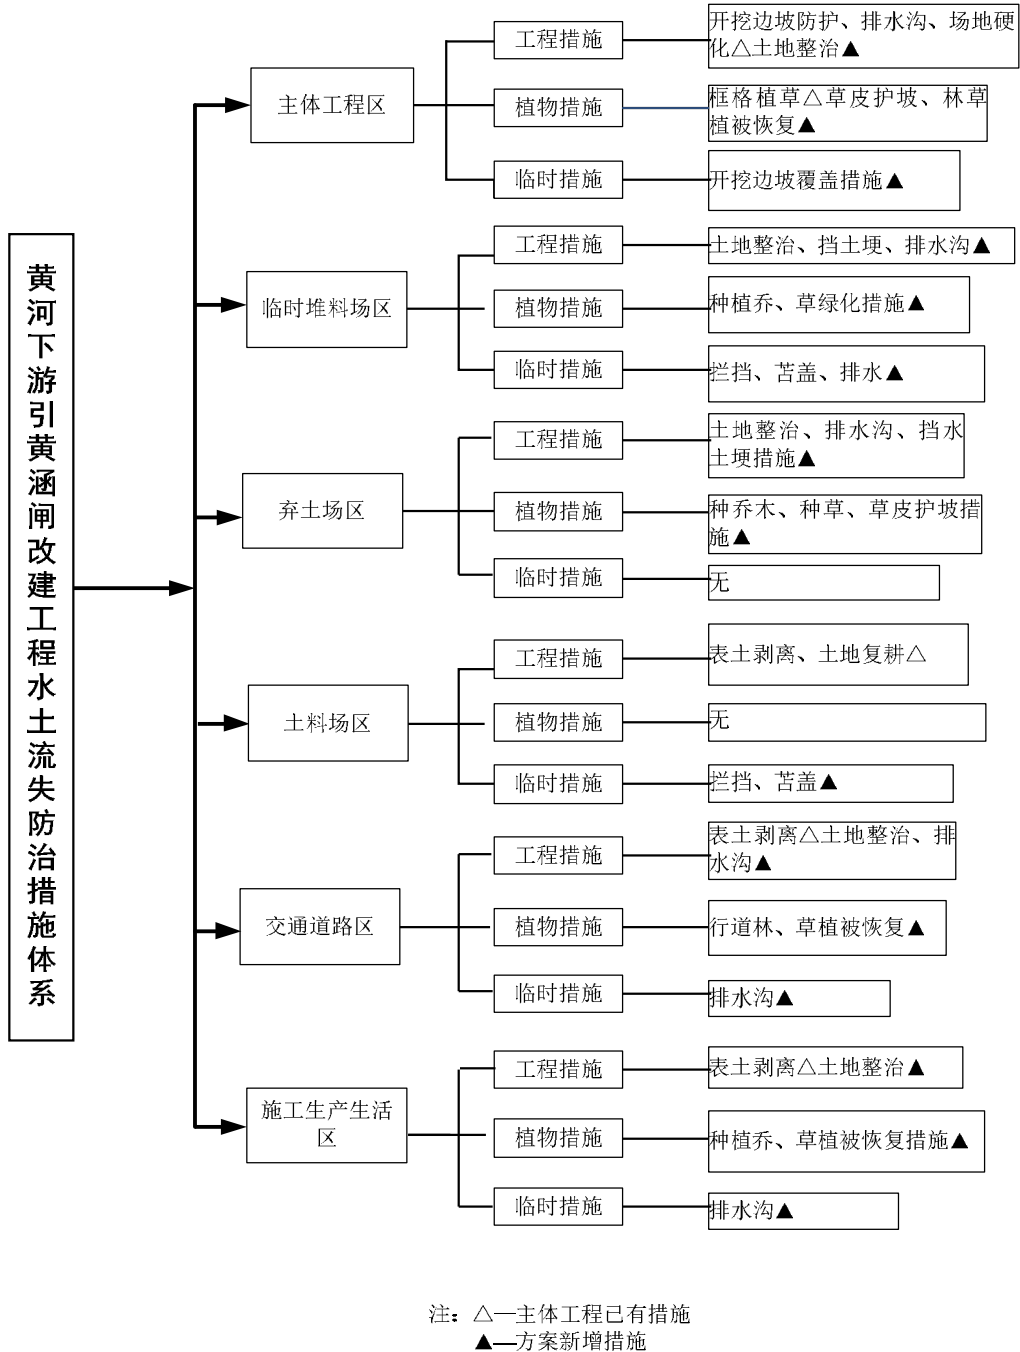 黄河下游引黄涵闸改建工程水土流失防治措施体系
主体工程区
工程措施
开挖边坡防护、排水沟、场地硬
化△土地整治▲
植物措施
框格植草△草皮护坡、林草
植被恢复▲
临时措施
开挖边坡覆盖措施▲
临时堆料场区
工程措施
土地整治、挡土埂、排水沟▲
植物措施
种植乔、草绿化措施▲
临时措施
拦挡、苫盖、排水▲
弃土场区
工程措施
土地整治、排水沟、挡水
土埂措施▲
植物措施
种乔木、种草、草皮护坡措
施▲
临时措施
无
土料场区
工程措施
表土剥离、土地复耕△
植物措施
无
临时措施
拦挡、苫盖▲
交通道路区
工程措施
表土剥离△土地整治、排
水沟▲
植物措施
行道林、草植被恢复▲
临时措施
排水沟▲
施工生产生活
区
工程措施
表土剥离△土地整治▲
植物措施
种植乔、草植被恢复措施▲
临时措施
排水沟▲
注：△—主体工程已有措施
▲—方案新增措施